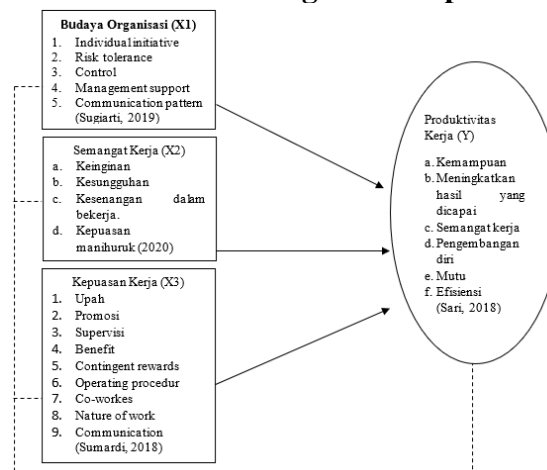 Budaya Organisasi (X1)
1. Individual initiative
2. Risk tolerance
3. Control
4. Management support
5. Communication pattern
(Sugiarti, 2019)
Semangat Kerja (X2)
a. Keinginan
b. Kesungguhan
c. Kesenangan dalam
bekerja.
d. Kepuasan
manihuruk (2020)
Kepuasan Kerja (X3)
1. Upah
2. Promosi
3. Supervisi
4. Benefit
5. Contingent rewards
6. Operating procedur
7. Co-workes
8. Nature of work
9. Communication
(Sumardi, 2018)
Produktivitas
Kerja (Y)
a. Kemampuan
b. Meningkatkan
hasil yang
dicapai
c. Semangat kerja
d. Pengembangan
diri
e. Mutu
f. Efisiensi
(Sari, 2018)